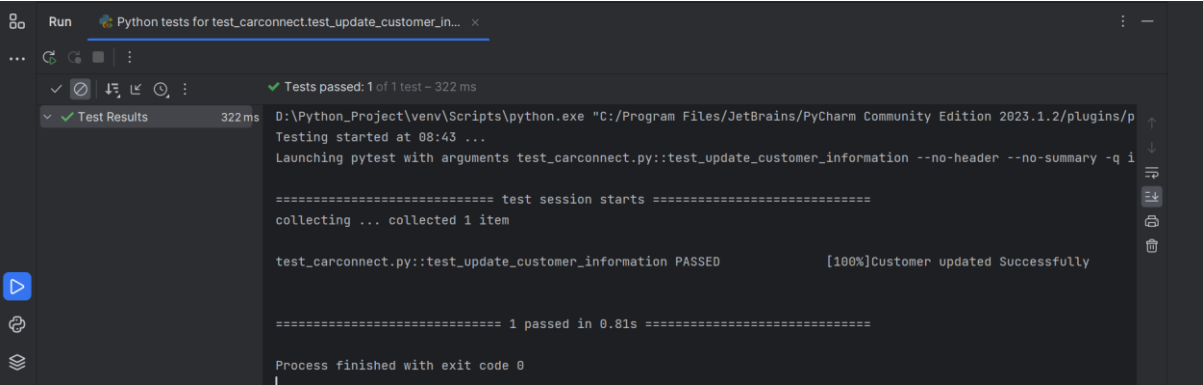 Run
Python tests for test_carconnect.test_update_customer_in...
Tests passed: 1 of 1 test – 322 ms
Test Results 322 ms
D:\Python_Project\venv\Scripts\python.exe "C:/Program Files/JetBrains/PyCharm Community Edition 2023.1.2/plugins/p
Testing started at 08:43 ...
Launching pytest with arguments test_carconnect.py::test_update_customer_information --no-header --no-summary -q i
============================= test session starts =============================
collecting ... collected 1 item
test_carconnect.py::test_update_customer_information PASSED [100%]Customer updated Successfully
============================== 1 passed in 0.81s ==============================
Process finished with exit code 0